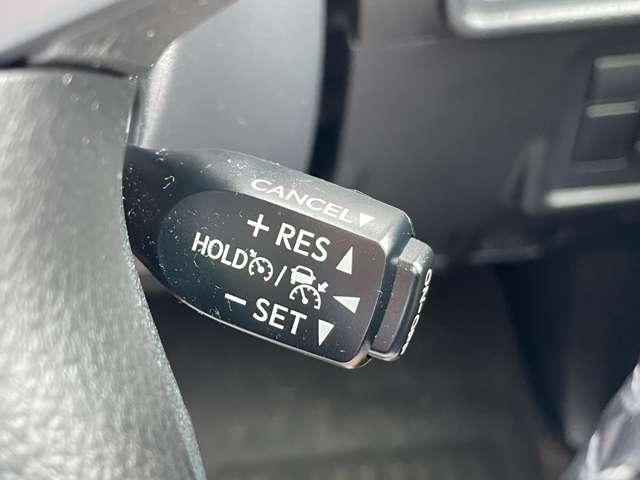 CANCEL▼
+ RES ▲
HOLD / ◀
− SET ▼